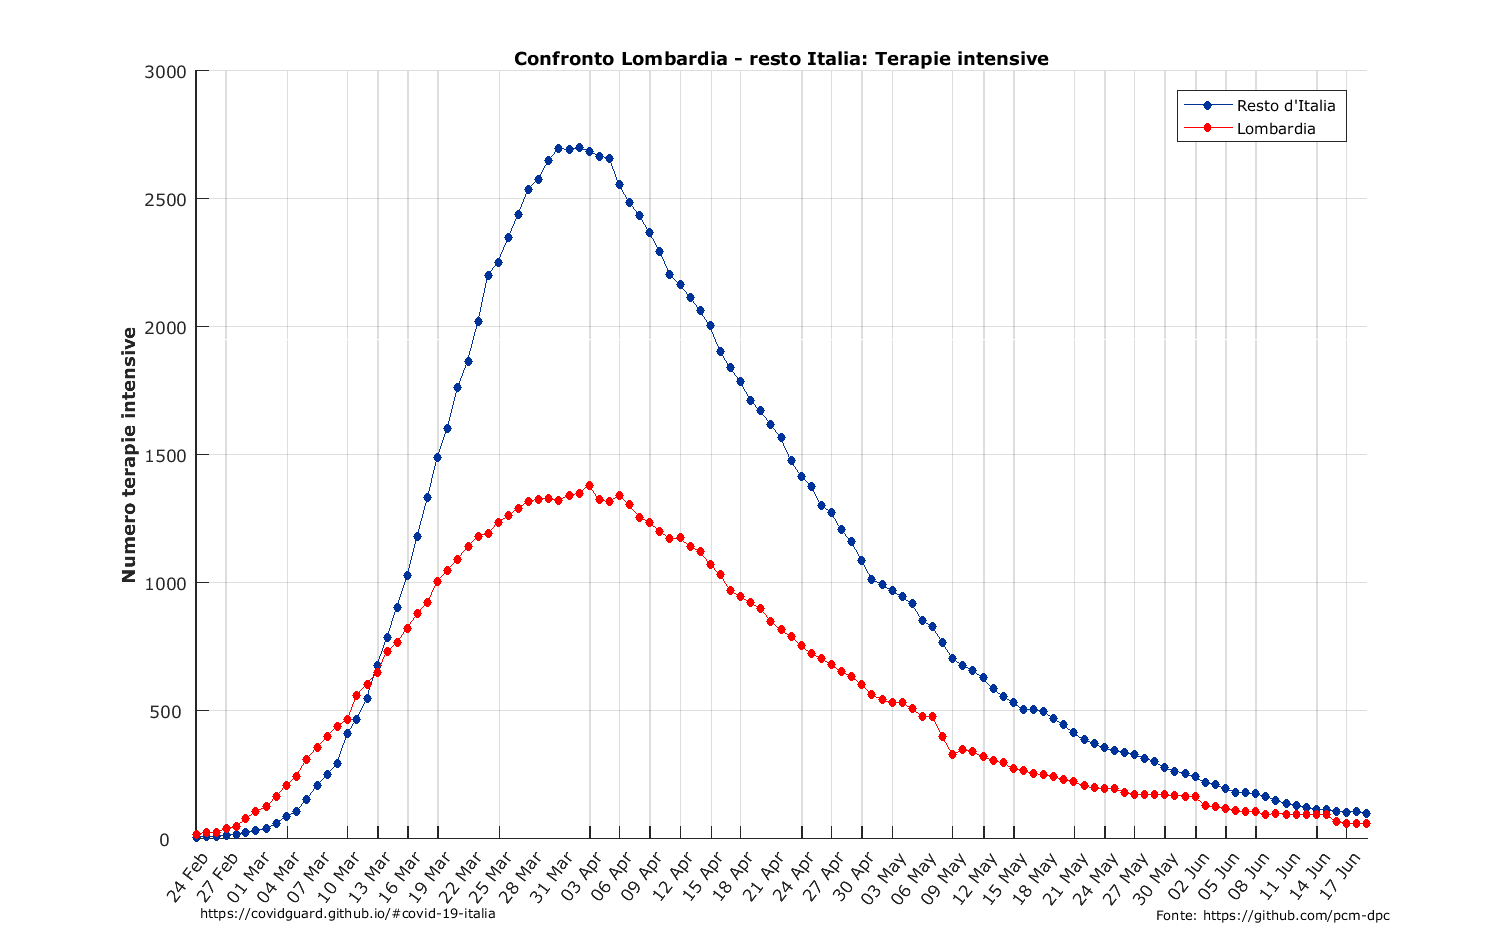 Confronto Lombardia - resto Italia: Terapie intensive
Resto d'Italia
Lombardia
Numero terapie intensive
3000
2500
2000
1500
1000
500
0
24 Feb
27 Feb
01 Mar
04 Mar
07 Mar
10 Mar
13 Mar
16 Mar
19 Mar
22 Mar
25 Mar
28 Mar
31 Mar
03 Apr
06 Apr
09 Apr
12 Apr
15 Apr
18 Apr
21 Apr
24 Apr
27 Apr
30 Apr
03 May
06 May
09 May
12 May
15 May
18 May
21 May
24 May
27 May
30 May
02 Jun
05 Jun
08 Jun
11 Jun
14 Jun
17 Jun
https://covidguard.github.io/#covid-19-italia
Fonte: https://github.com/pcm-dpc